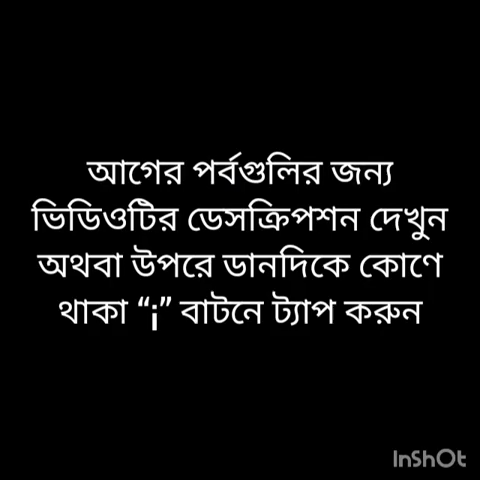 আগের পর্বগুলির জন্য
ভিডিওটির ডেসক্রিপশন দেখুন
অথবা উপরে ডানদিকে কোণে
থাকা “¡” বাটনে ট্যাপ করুন
InShOt